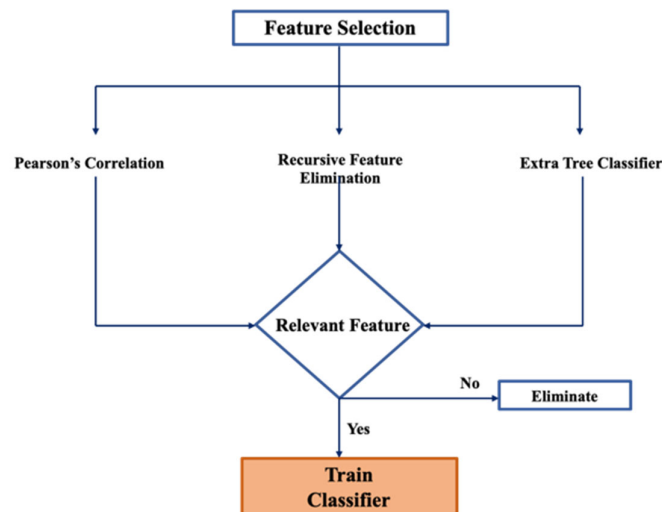 Feature Selection
Pearson's Correlation
Recursive Feature
Elimination
Extra Tree Classifier
Relevant Feature
No
Eliminate
Yes
Train
Classifier